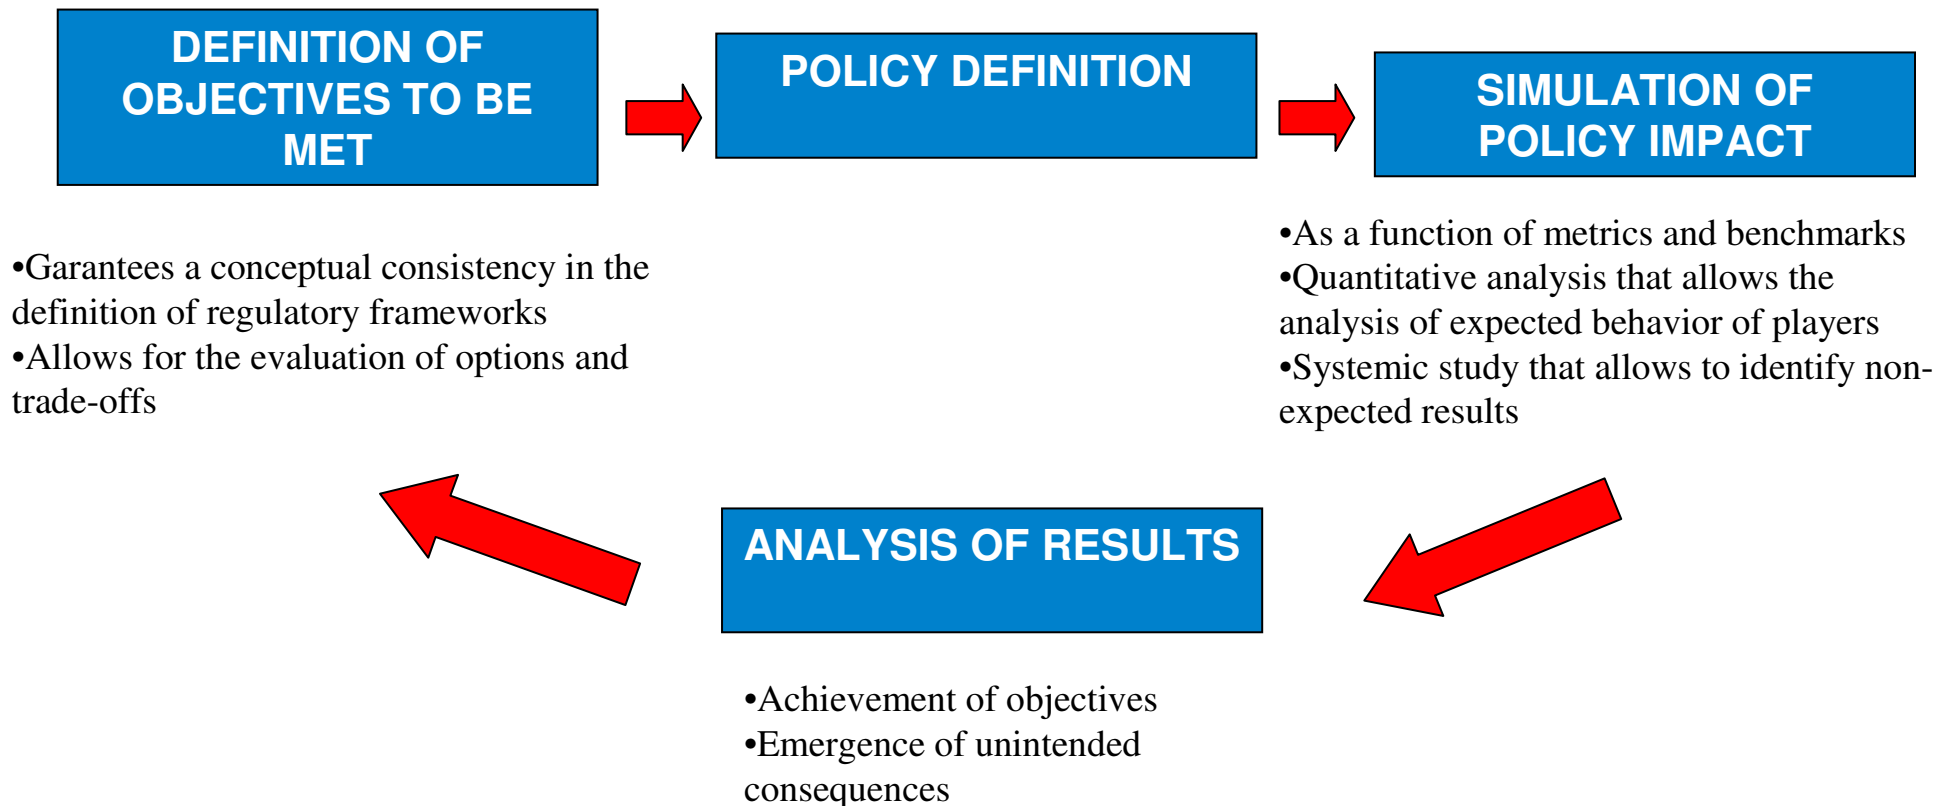 DEFINITION OF
OBJECTIVES TO BE
MET
POLICY DEFINITION
SIMULATION OF
POLICY IMPACT
•Garantees a conceptual consistency in the
definition of regulatory frameworks
•Allows for the evaluation of options and
trade-offs
•As a function of metrics and benchmarks
•Quantitative analysis that allows the
analysis of expected behavior of players
•Systemic study that allows to identify non-
expected results
ANALYSIS OF RESULTS
•Achievement of objectives
•Emergence of unintended
consequences